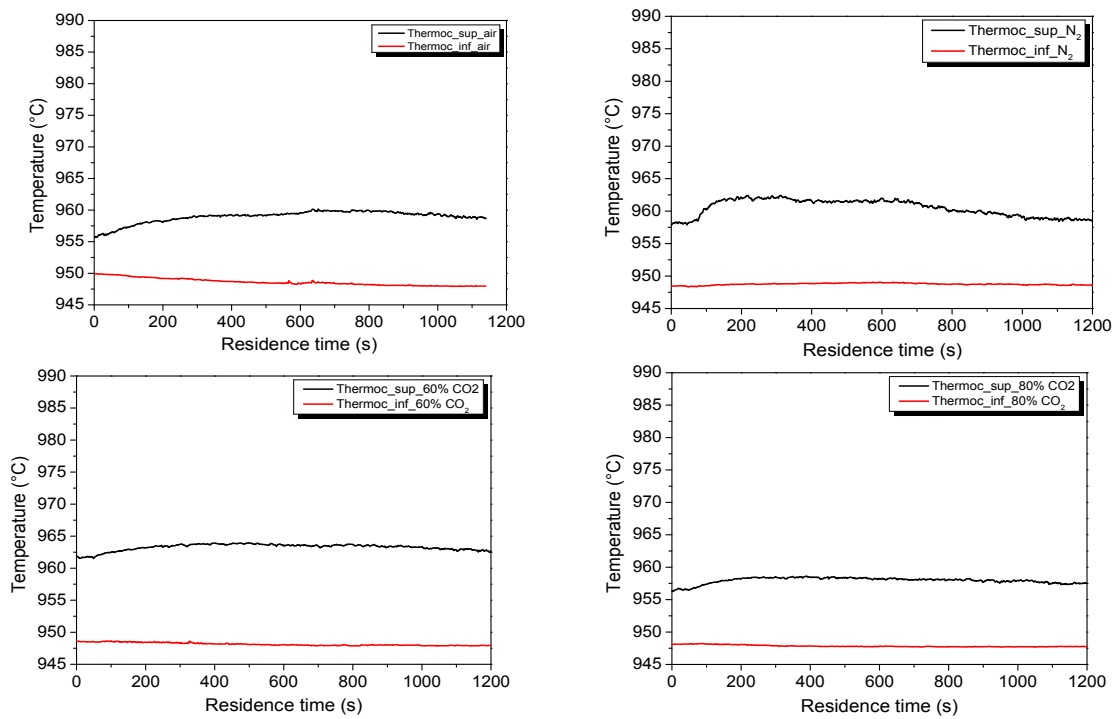 990
985
980
975
970
965
960
955
950
945
Temperature (°C)
Thermoc_sup_air
Thermoc_inf_air
0 200 400 600 800 1000 1200
Residence time (s)
990
985
980
975
970
965
960
955
950
945
Temperature (°C)
Thermoc_sup_N₂
Thermoc_inf_N₂
0 200 400 600 800 1000 1200
Residence time (s)
990
985
980
975
970
965
960
955
950
945
Temperature (°C)
Thermoc_sup_60% CO2
Thermoc_inf_60% CO₂
0 200 400 600 800 1000 1200
Residence time (s)
990
985
980
975
970
965
960
955
950
945
Temperature (°C)
Thermoc_sup_80% CO2
Thermoc_inf_80% CO₂
0 200 400 600 800 1000 1200
Residence time (s)